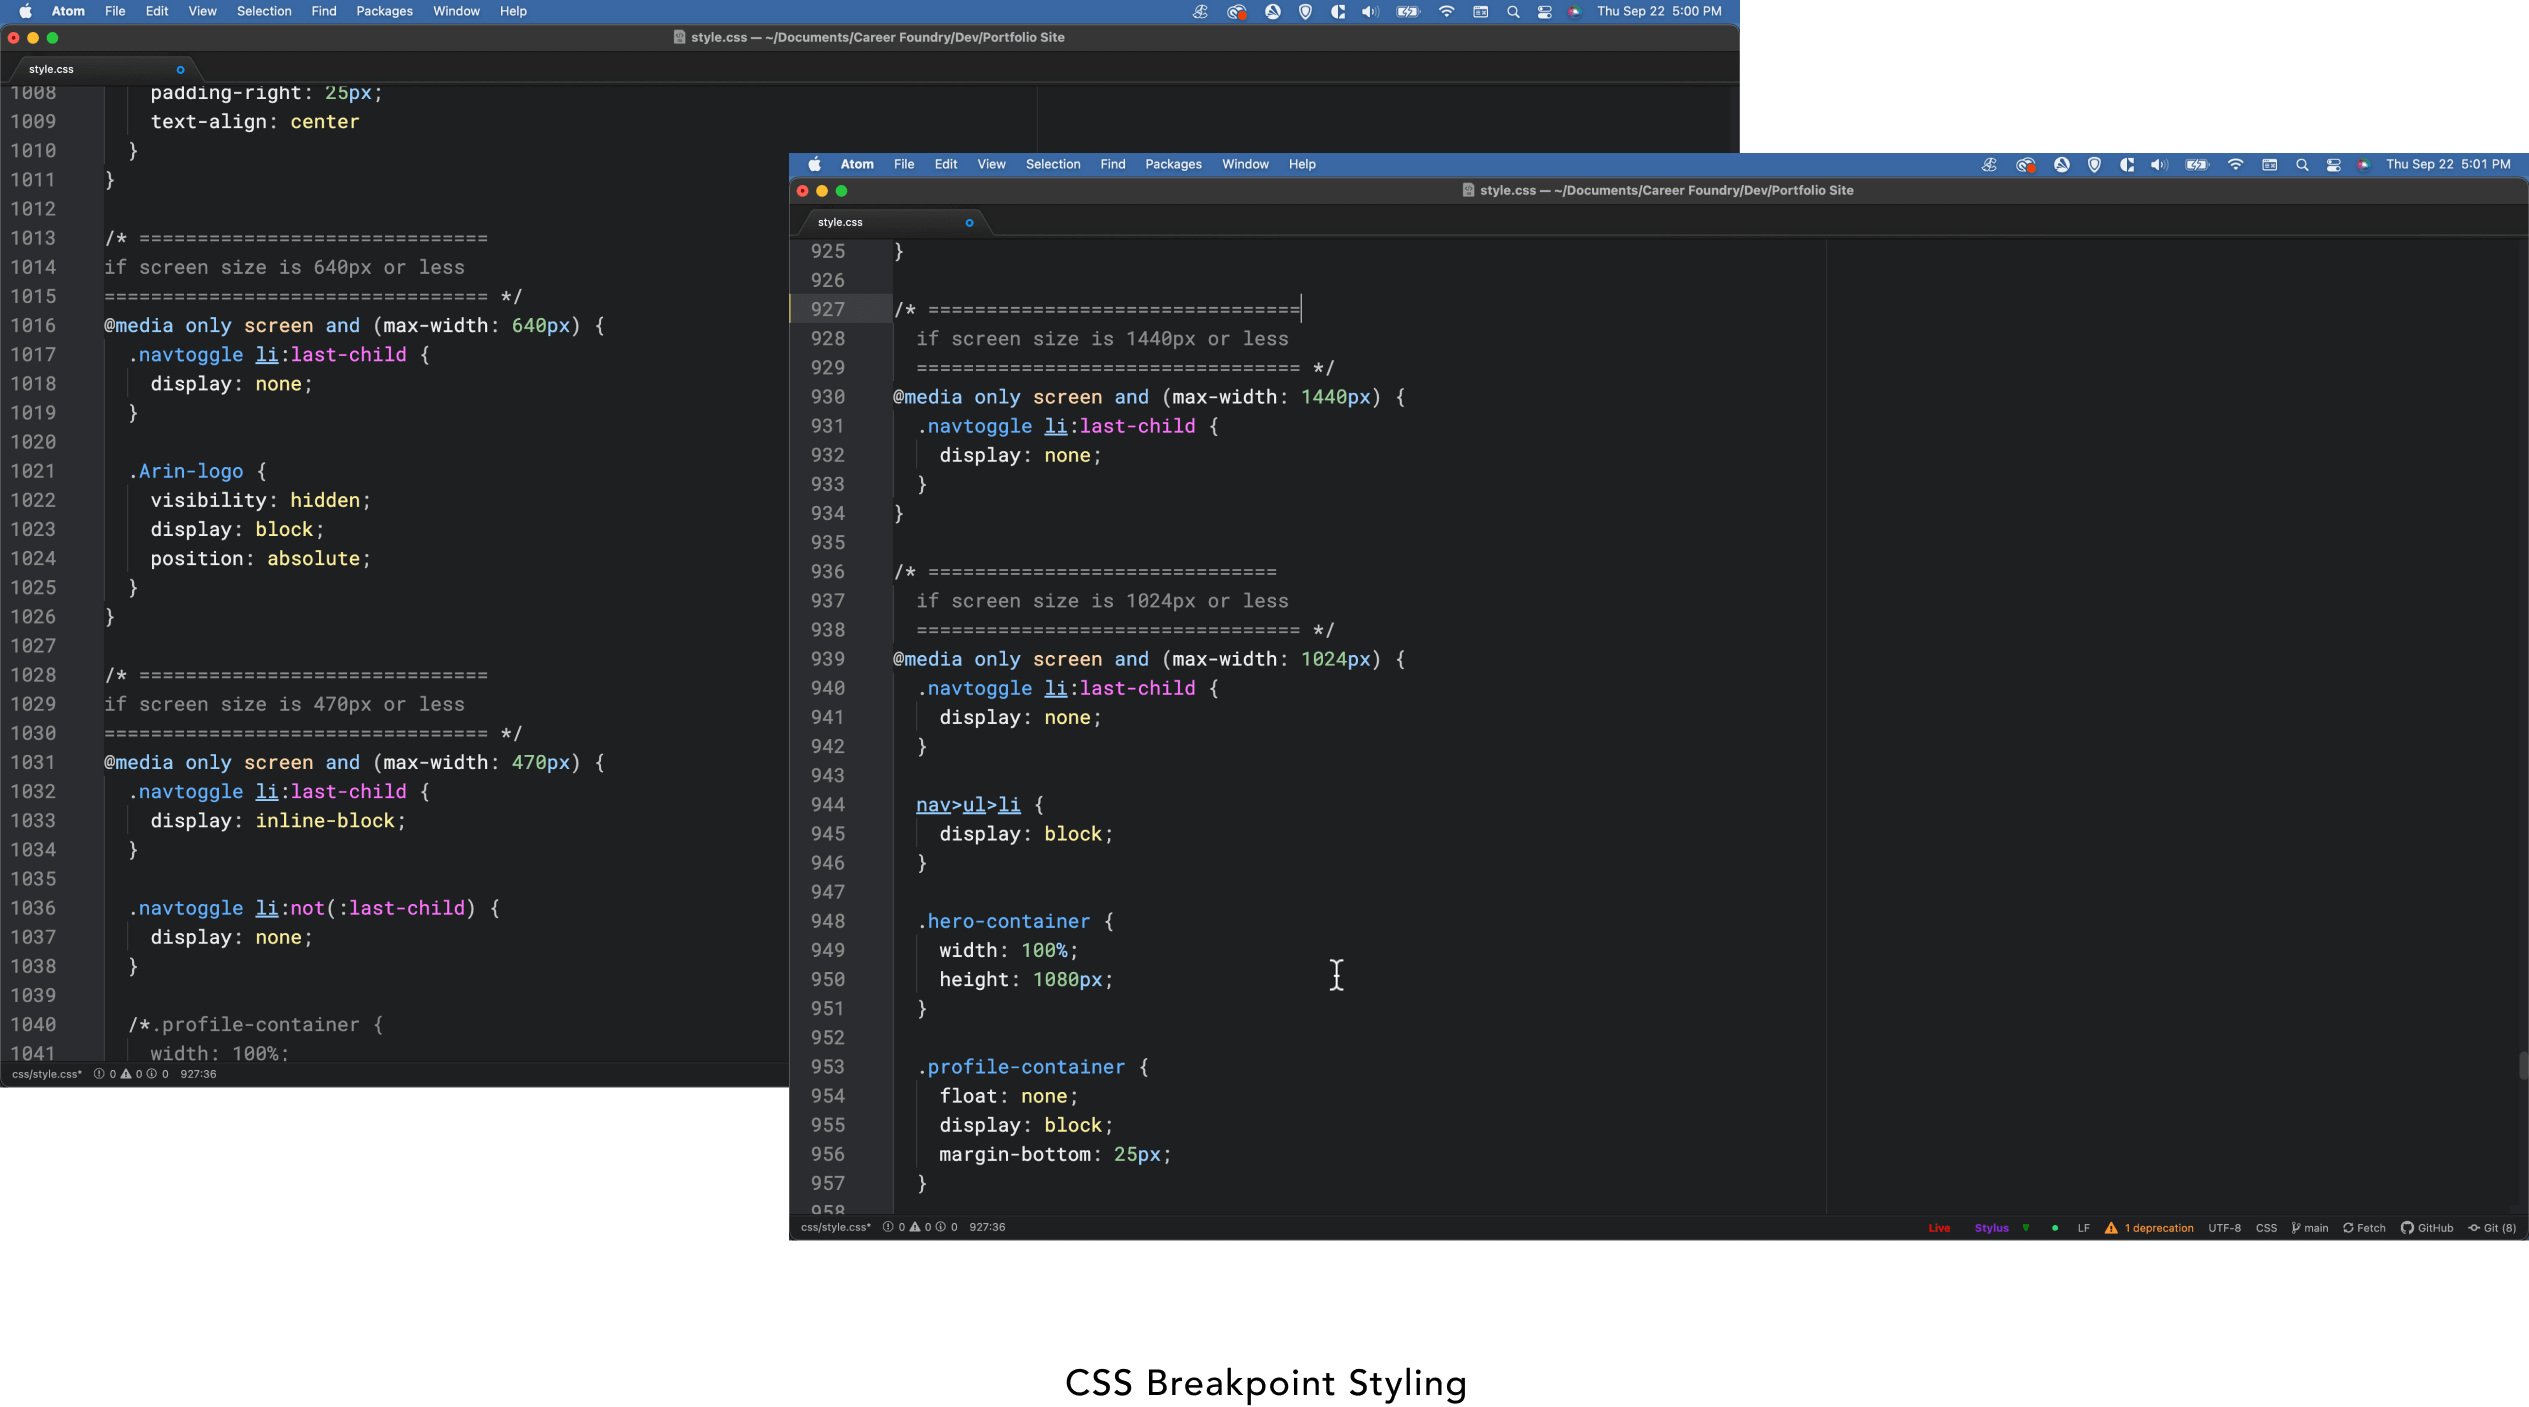 Atom File Edit View Selection Find Packages Window Help Thu Sep 22 5:00 PM
style.css — ~/Documents/Career Foundry/Dev/Portfolio Site
style.css
1008 padding-right: 25px;
1009 text-align: center
1010 }
1011 }
1012
1013 /* ==============================
1014 if screen size is 640px or less
1015 ================================= */
1016 @media only screen and (max-width: 640px) {
1017 .navtoggle li:last-child {
1018 display: none;
1019 }
1020
1021 .Arin-logo {
1022 visibility: hidden;
1023 display: block;
1024 position: absolute;
1025 }
1026 }
1027
1028 /* ==============================
1029 if screen size is 470px or less
1030 ================================= */
1031 @media only screen and (max-width: 470px) {
1032 .navtoggle li:last-child {
1033 display: inline-block;
1034 }
1035
1036 .navtoggle li:not(:last-child) {
1037 display: none;
1038 }
1039
1040 /*.profile-container {
1041 width: 100%;
css/style.css* 0 0 0 927:36
Atom File Edit View Selection Find Packages Window Help Thu Sep 22 5:01 PM
style.css — ~/Documents/Career Foundry/Dev/Portfolio Site
style.css
925 }
926
927 /* ================================
928 if screen size is 1440px or less
929 ================================= */
930 @media only screen and (max-width: 1440px) {
931 .navtoggle li:last-child {
932 display: none;
933 }
934 }
935
936 /* ==============================
937 if screen size is 1024px or less
938 ================================= */
939 @media only screen and (max-width: 1024px) {
940 .navtoggle li:last-child {
941 display: none;
942 }
943
944 nav>ul>li {
945 display: block;
946 }
947
948 .hero-container {
949 width: 100%;
950 height: 1080px;
951 }
952
953 .profile-container {
954 float: none;
955 display: block;
956 margin-bottom: 25px;
957 }
958
css/style.css* 0 0 0 927:36 Live Stylus LF 1 deprecation UTF-8 CSS main Fetch GitHub Git (8)
CSS Breakpoint Styling